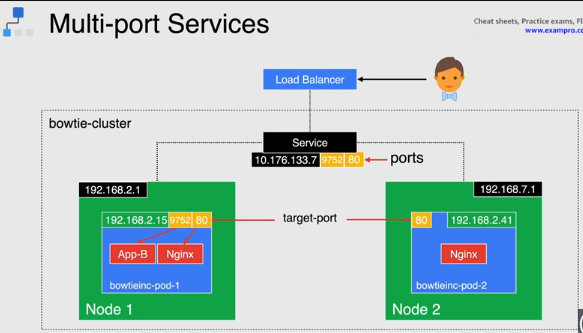 Multi-port Services
Cheat sheets, Practice exams, Fl
www.exampro.co
Load Balancer
bowtie-cluster
Service
10.176.133.7 9752 80
ports
192.168.2.1
192.168.7.1
192.168.2.15 9752 80
target-port
80 192.168.2.41
App-B
Nginx
Nginx
bowtieinc-pod-1
bowtieinc-pod-2
Node 1
Node 2